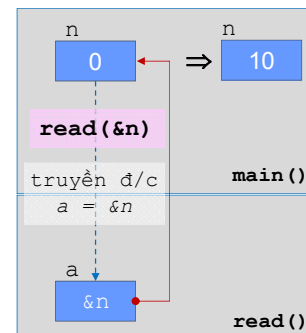 n
n
0
⇒
10
read(&n)
truyền đ/c
a = &n
main()
a
&n
read()